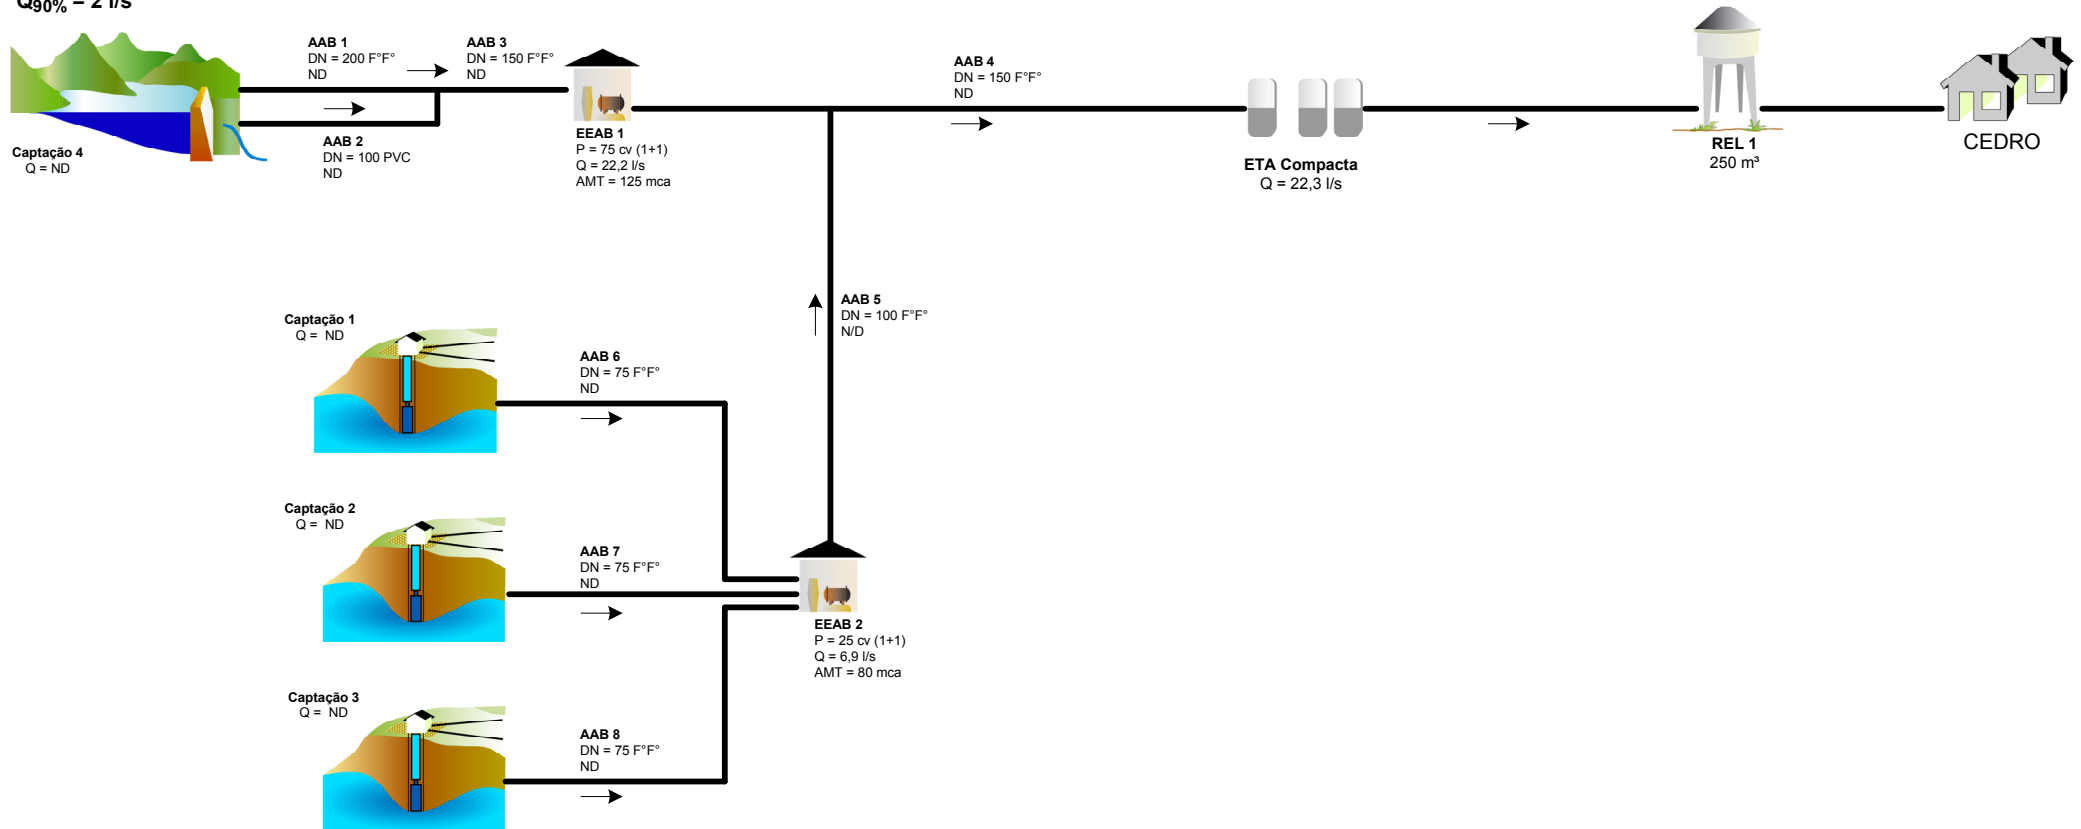 Q90% = 2 l/s
AAB 1
DN = 200 F°F°
ND
AAB 3
DN = 150 F°F°
ND
AAB 2
DN = 100 PVC
ND
Captação 4
Q = ND
EEAB 1
P = 75 cv (1+1)
Q = 22,2 l/s
AMT = 125 mca
AAB 4
DN = 150 F°F°
ND
ETA Compacta
Q = 22,3 l/s
REL 1
250 m³
CEDRO
AAB 5
DN = 100 F°F°
N/D
Captação 1
Q = ND
AAB 6
DN = 75 F°F°
ND
Captação 2
Q = ND
AAB 7
DN = 75 F°F°
ND
EEAB 2
P = 25 cv (1+1)
Q = 6,9 l/s
AMT = 80 mca
Captação 3
Q = ND
AAB 8
DN = 75 F°F°
ND